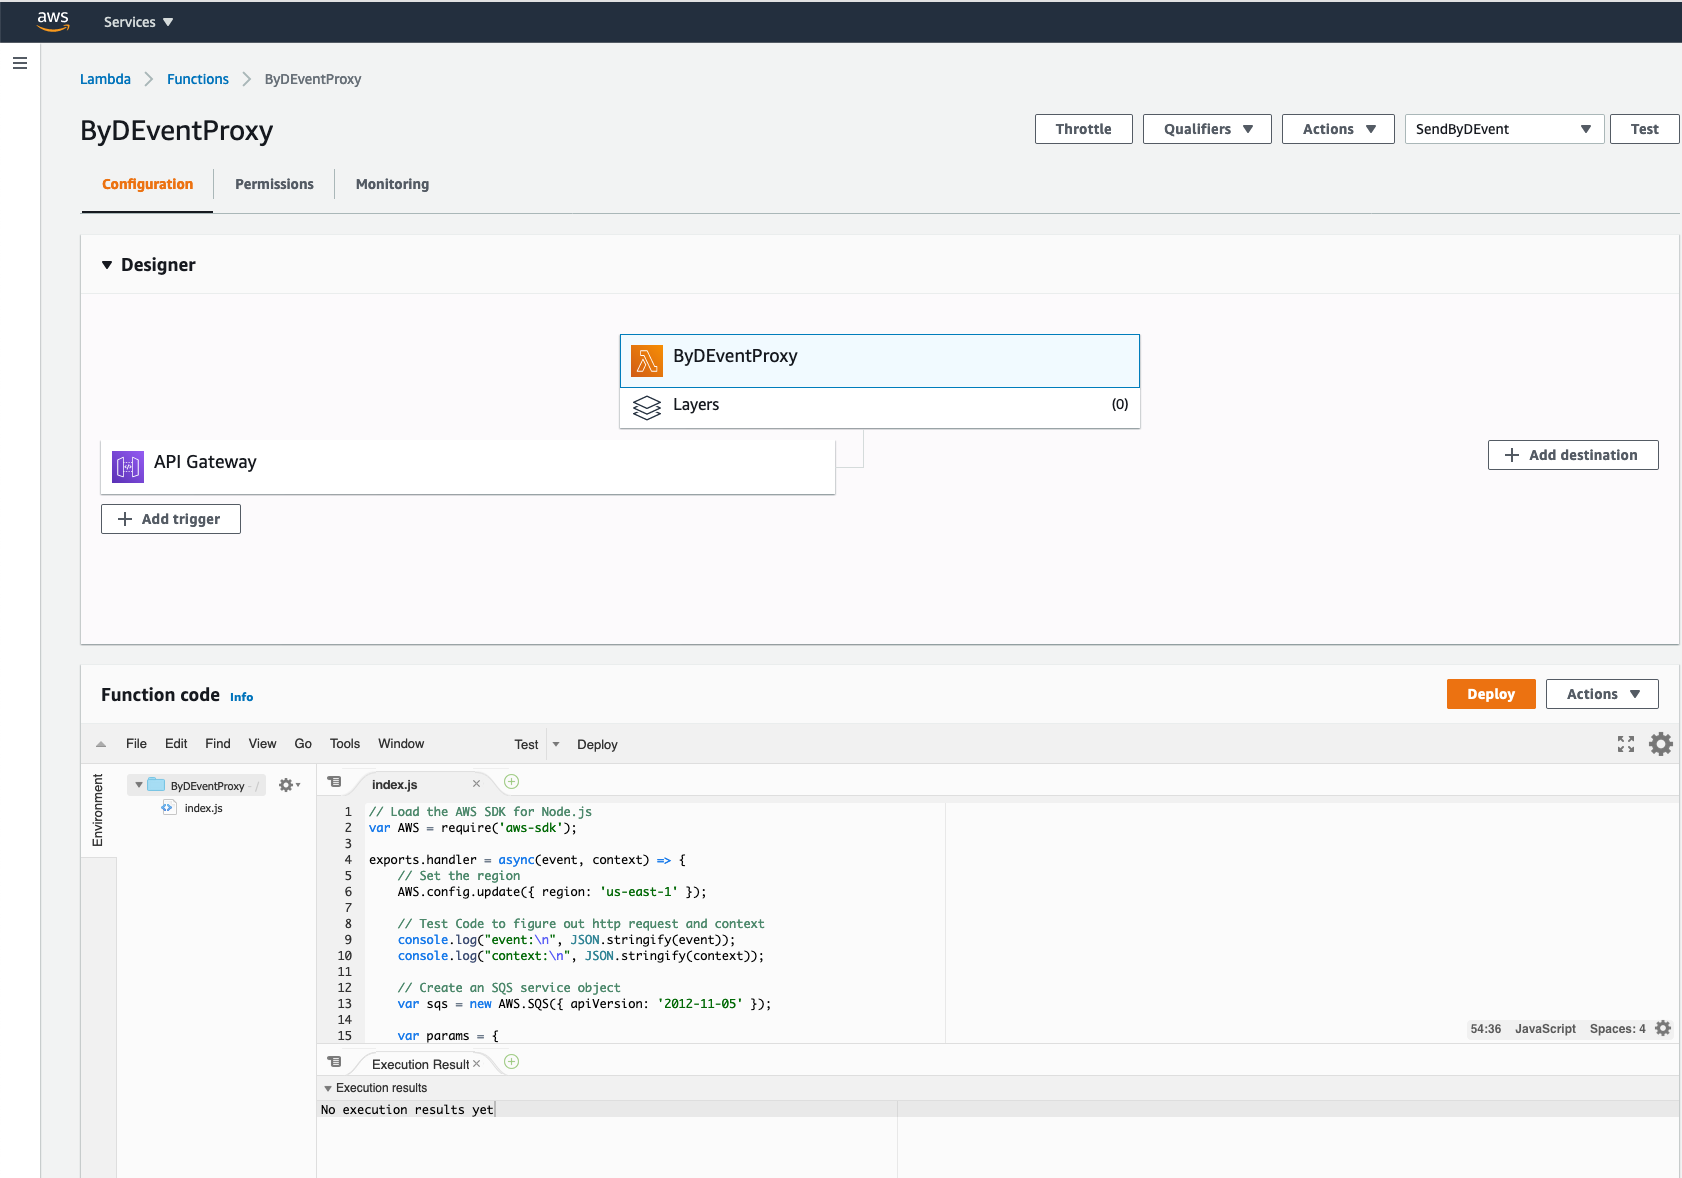 aws Services
Lambda Functions ByDEventProxy
ByDEventProxy
Throttle Qualifiers Actions SendByDEvent Test
Configuration Permissions Monitoring
Designer
ByDEventProxy
Layers (0)
API Gateway
Add destination
Add trigger
Function code Info
Deploy Actions
File Edit Find View Go Tools Window Test Deploy
Environment
ByDEventProxy - /
index.js
index.js
1 // Load the AWS SDK for Node.js
2 var AWS = require('aws-sdk');
3
4 exports.handler = async(event, context) => {
5 // Set the region
6 AWS.config.update({ region: 'us-east-1' });
7
8 // Test Code to figure out http request and context
9 console.log("event:\n", JSON.stringify(event));
10 console.log("context:\n", JSON.stringify(context));
11
12 // Create an SQS service object
13 var sqs = new AWS.SQS({ apiVersion: '2012-11-05' });
14
15 var params = {
54:36 JavaScript Spaces: 4
Execution Result
Execution results
No execution results yet